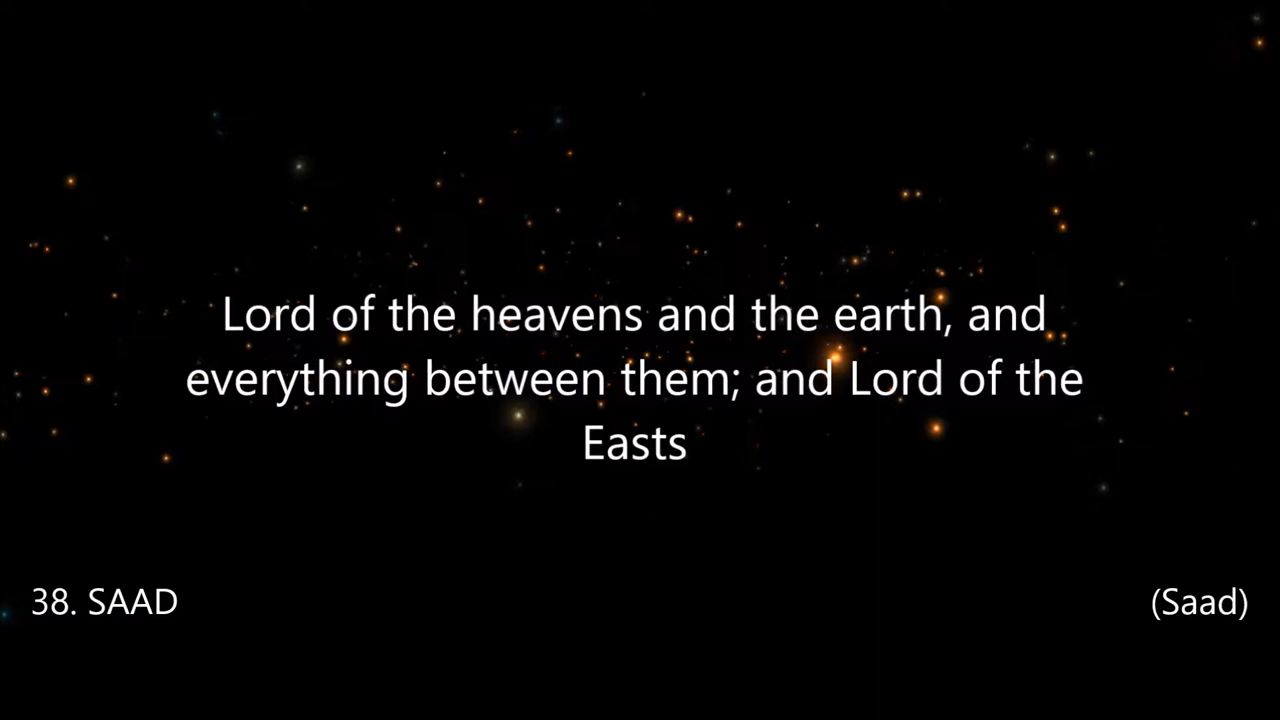 Lord of the heavens and the earth, and
everything between them; and Lord of the
Easts
38. SAAD
(Saad)